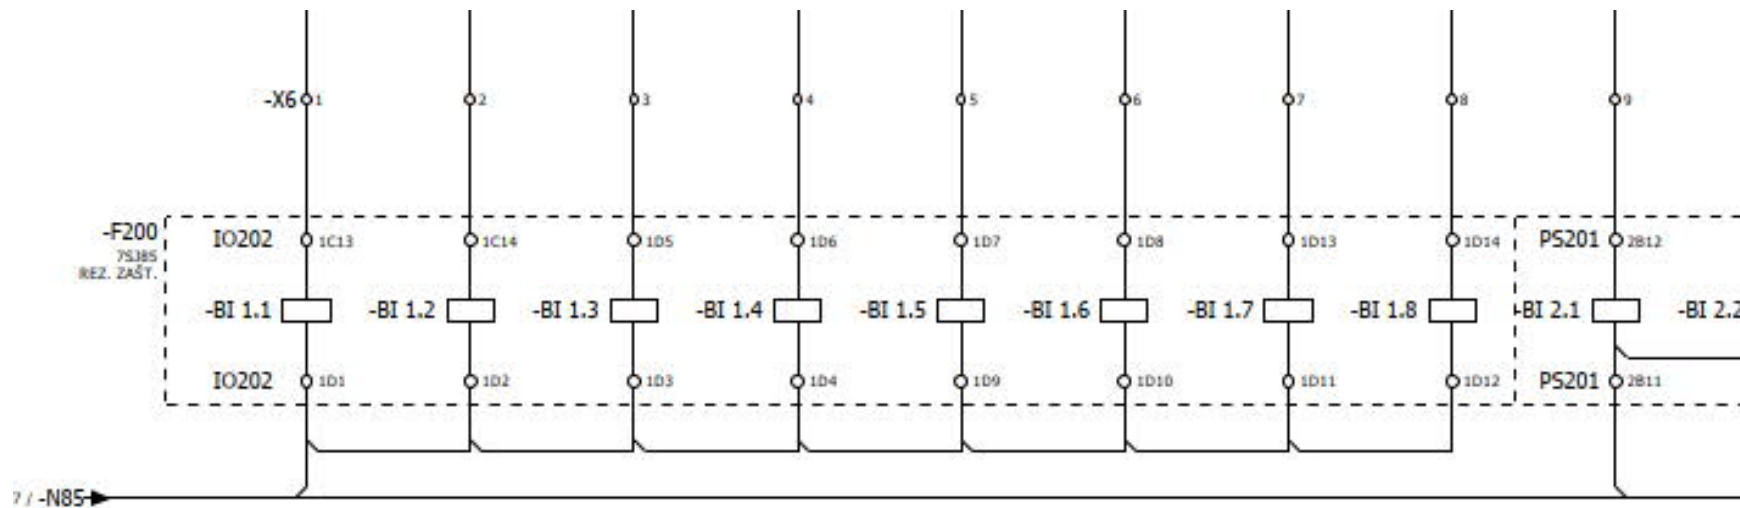 -X6 1 2 3 4 5 6 7 8 9
-F200 IO202 1C13 1C14 1D5 1D6 1D7 1D8 1D13 1D14 PS201 2B12
7SJ85
REZ. ZAŠT.
-BI 1.1 -BI 1.2 -BI 1.3 -BI 1.4 -BI 1.5 -BI 1.6 -BI 1.7 -BI 1.8 -BI 2.1 -BI 2.2
IO202 1D1 1D2 1D3 1D4 1D9 1D10 1D11 1D12 PS201 2B11
7 / -N85